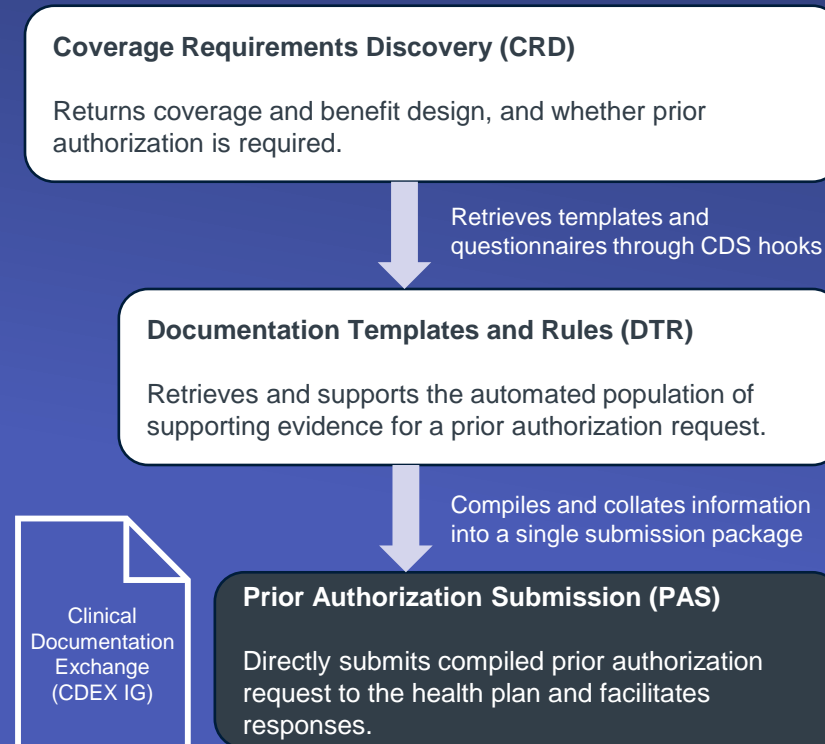 Coverage Requirements Discovery (CRD)
Returns coverage and benefit design, and whether prior
authorization is required.
Retrieves templates and
questionnaires through CDS hooks
Documentation Templates and Rules (DTR)
Retrieves and supports the automated population of
supporting evidence for a prior authorization request.
Compiles and collates information
into a single submission package
Clinical
Documentation
Exchange
(CDEX IG)
Prior Authorization Submission (PAS)
Directly submits compiled prior authorization
request to the health plan and facilitates
responses.